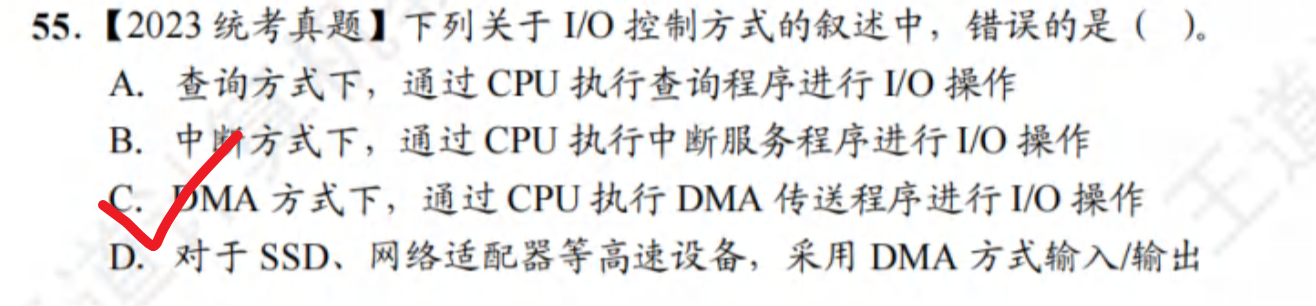 55.【2023 统考真题】下列关于 I/O 控制方式的叙述中，错误的是（ ）。
A. 查询方式下，通过 CPU 执行查询程序进行 I/O 操作
B. 中断方式下，通过 CPU 执行中断服务程序进行 I/O 操作
C. DMA 方式下，通过 CPU 执行 DMA 传送程序进行 I/O 操作
D. 对于 SSD、网络适配器等高速设备，采用 DMA 方式输入/输出
王道